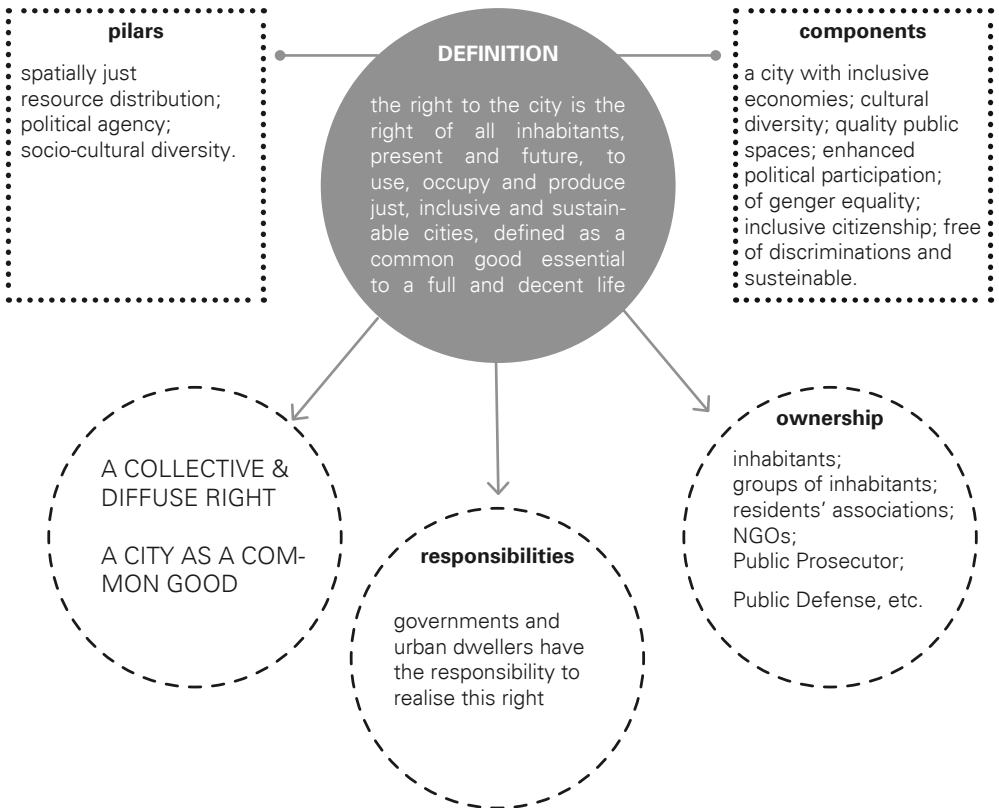 pilars
spatially just
resource distribution;
political agency;
socio-cultural diversity.
DEFINITION
the right to the city is the
right of all inhabitants,
present and future, to
use, occupy and produce
just, inclusive and sustain-
able cities, defined as a
common good essential
to a full and decent life
components
a city with inclusive
economies; cultural
diversity; quality public
spaces; enhanced
political participation;
of genger equality;
inclusive citizenship; free
of discriminations and
susteinable.
A COLLECTIVE &
DIFFUSE RIGHT
A CITY AS A COM-
MON GOOD
responsibilities
governments and
urban dwellers have
the responsibility to
realise this right
ownership
inhabitants;
groups of inhabitants;
residents’ associations;
NGOs;
Public Prosecutor;
Public Defense, etc.